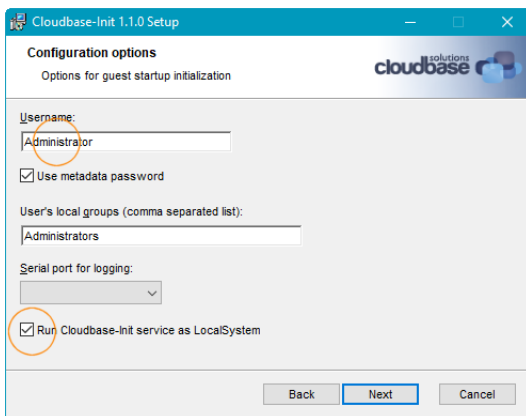 Cloudbase-Init 1.1.0 Setup
Configuration options
Options for guest startup initialization
cloudbase solutions
Username:
Administrator
Use metadata password
User's local groups (comma separated list):
Administrators
Serial port for logging:
Run Cloudbase-Init service as LocalSystem
Back Next Cancel